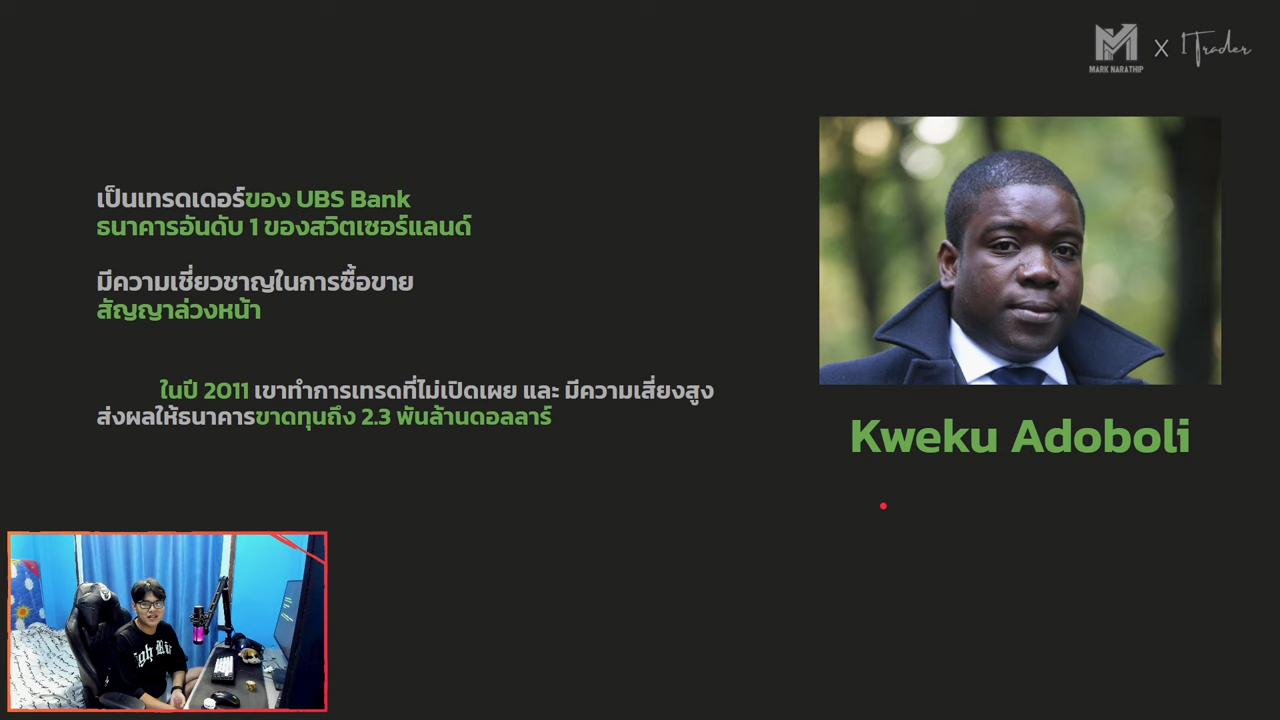 MARK NARATHIP
X 1Trader
เป็นเทรดเดอร์ของ UBS Bank
ธนาคารอันดับ 1 ของสวิตเซอร์แลนด์
มีความเชี่ยวชาญในการซื้อขาย
สัญญาล่วงหน้า
ในปี 2011 เขาทำการเทรดที่ไม่เปิดเผย และ มีความเสี่ยงสูง
ส่งผลให้ธนาคารขาดทุนถึง 2.3 พันล้านดอลลาร์
Kweku Adoboli